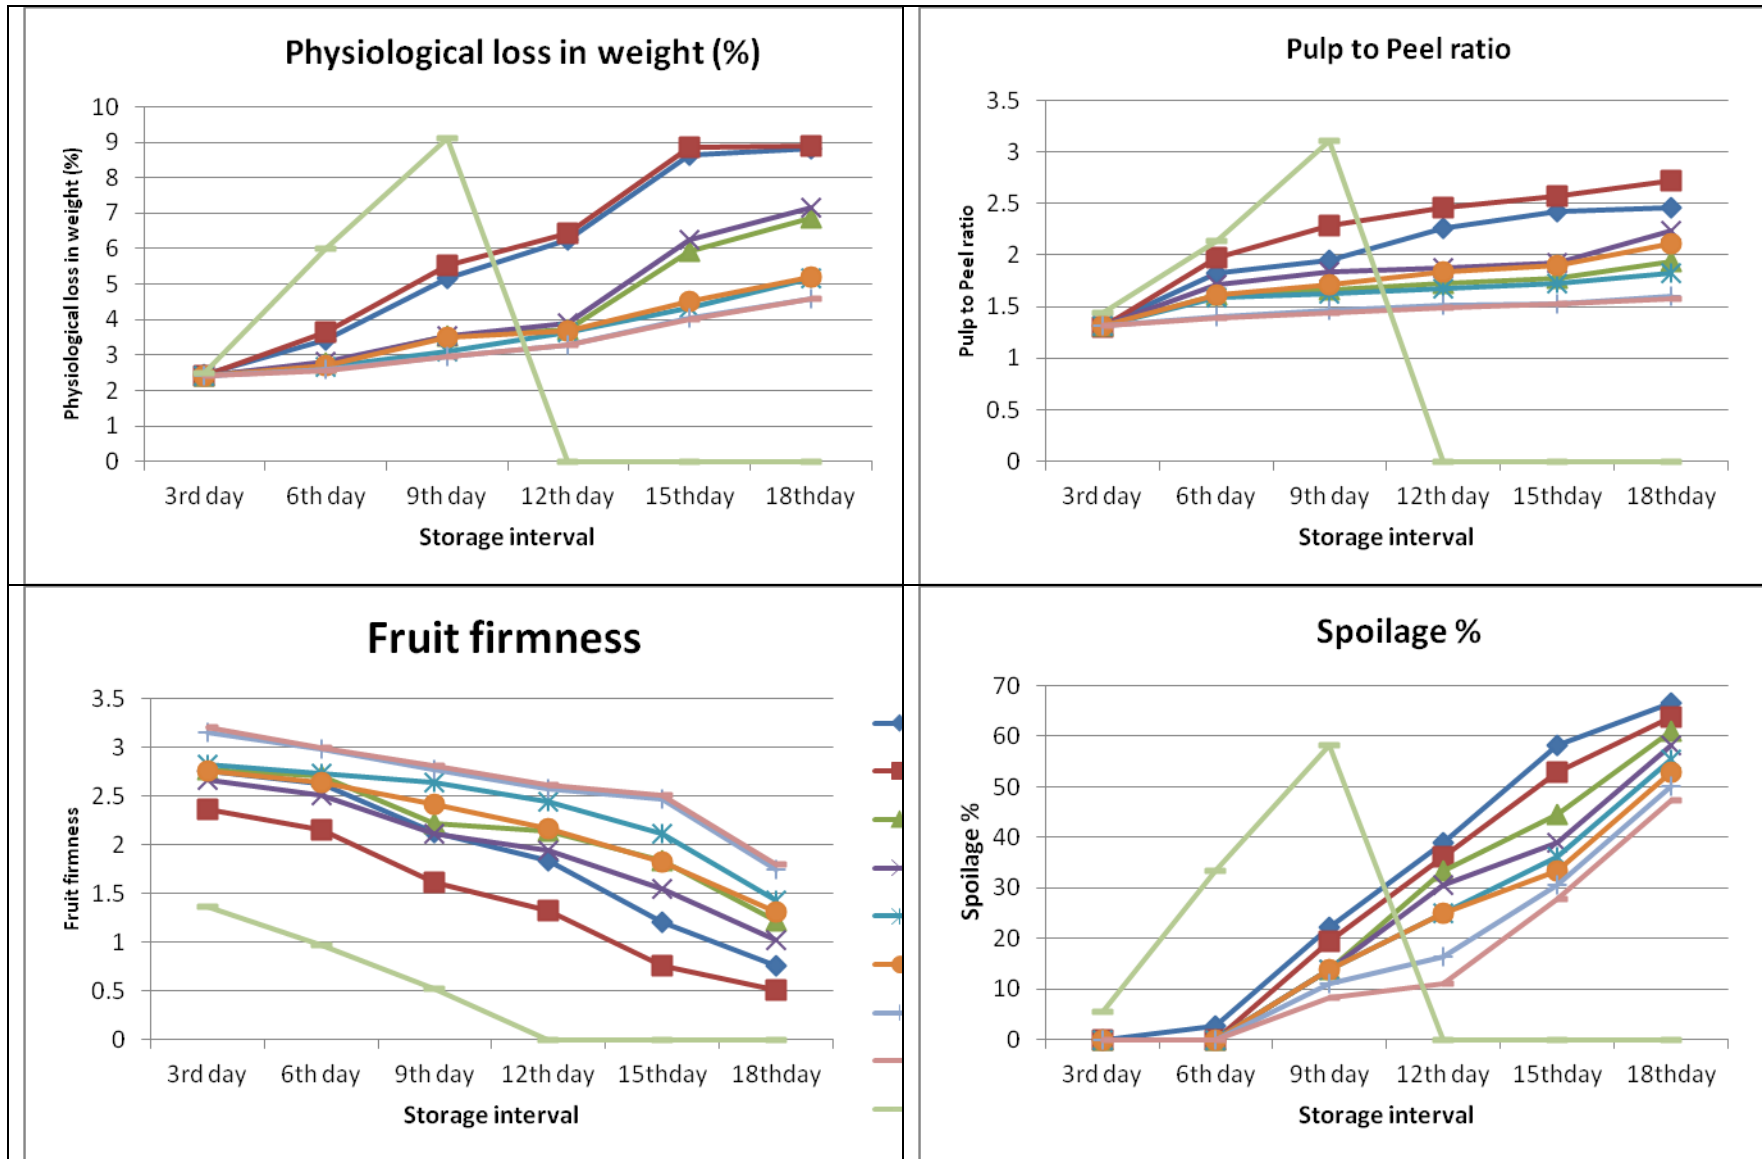 Physiological loss in weight (%)
Physiological loss in weight (%)
10
9
8
7
6
5
4
3
2
1
0
3rd day 6th day 9th day 12th day 15thday 18thday
Storage interval
Pulp to Peel ratio
Pulp to Peel ratio
3.5
3
2.5
2
1.5
1
0.5
0
3rd day 6th day 9th day 12th day 15thday 18thday
Storage interval
Fruit firmness
Fruit firmness
3.5
3
2.5
2
1.5
1
0.5
0
3rd day 6th day 9th day 12th day 15thday 18thday
Storage interval
Spoilage %
Spoilage %
70
60
50
40
30
20
10
0
3rd day 6th day 9th day 12th day 15thday 18thday
Storage interval